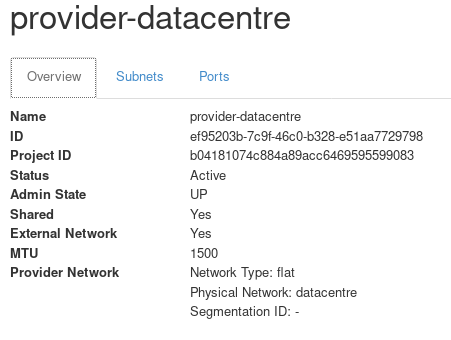 provider-datacentre
Overview Subnets Ports
Name provider-datacentre
ID ef95203b-7c9f-46c0-b328-e51aa7729798
Project ID b04181074c884a89acc6469595599083
Status Active
Admin State UP
Shared Yes
External Network Yes
MTU 1500
Provider Network Network Type: flat
Physical Network: datacentre
Segmentation ID: -